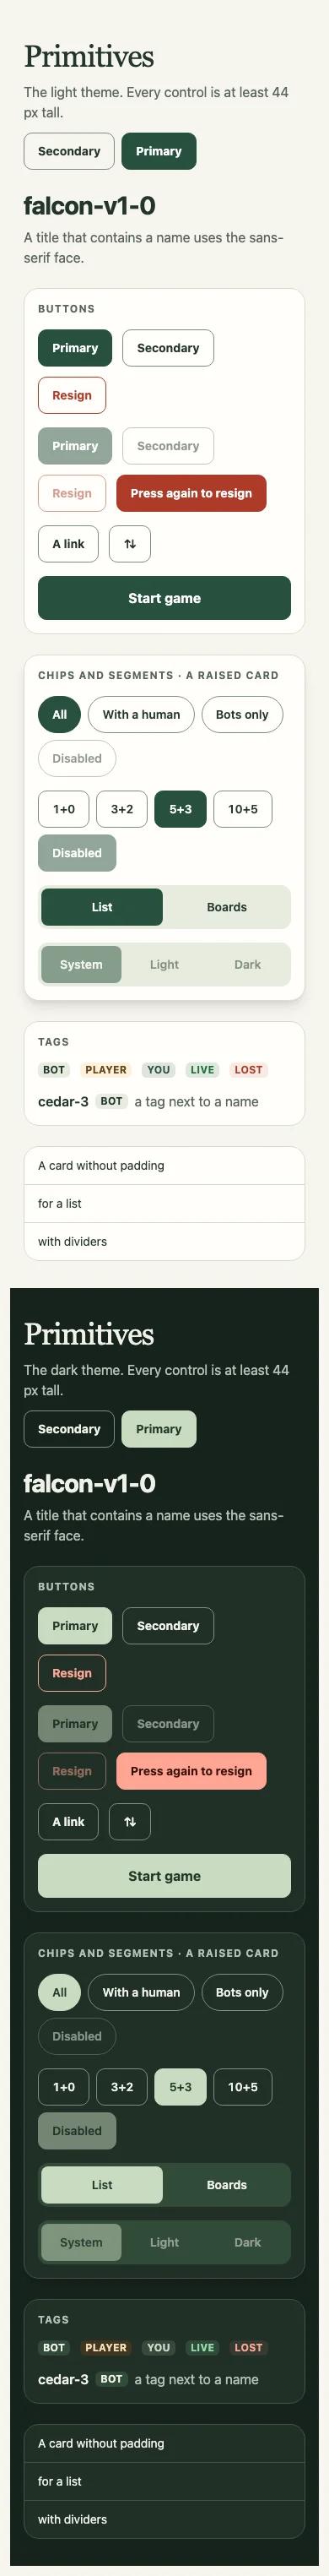 Primitives
The light theme. Every control is at least 44
px tall.
Secondary Primary
falcon-v1-0
A title that contains a name uses the sans-
serif face.
BUTTONS
Primary Secondary
Resign
Primary Secondary
Resign Press again to resign
A link ⇅
Start game
CHIPS AND SEGMENTS · A RAISED CARD
All With a human Bots only
Disabled
1+0 3+2 5+3 10+5
Disabled
List Boards
System Light Dark
TAGS
BOT PLAYER YOU LIVE LOST
cedar-3 BOT a tag next to a name
A card without padding
for a list
with dividers
Primitives
The dark theme. Every control is at least 44
px tall.
Secondary Primary
falcon-v1-0
A title that contains a name uses the sans-
serif face.
BUTTONS
Primary Secondary
Resign
Primary Secondary
Resign Press again to resign
A link ⇅
Start game
CHIPS AND SEGMENTS · A RAISED CARD
All With a human Bots only
Disabled
1+0 3+2 5+3 10+5
Disabled
List Boards
System Light Dark
TAGS
BOT PLAYER YOU LIVE LOST
cedar-3 BOT a tag next to a name
A card without padding
for a list
with dividers